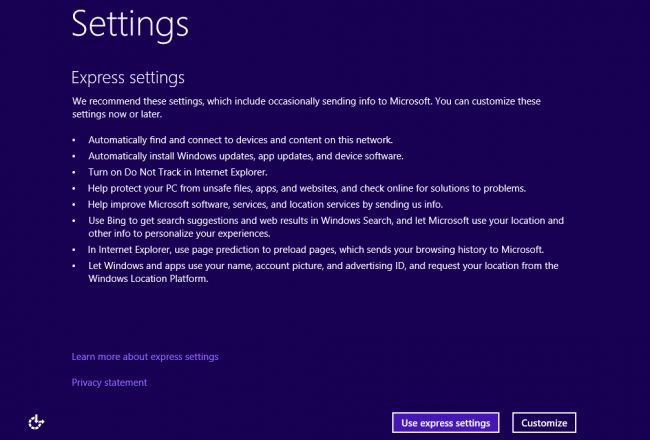 Settings
Express settings
We recommend these settings, which include occasionally sending info to Microsoft. You can customize these
settings now or later.
• Automatically find and connect to devices and content on this network.
• Automatically install Windows updates, app updates, and device software.
• Turn on Do Not Track in Internet Explorer.
• Help protect your PC from unsafe files, apps, and websites, and check online for solutions to problems.
• Help improve Microsoft software, services, and location services by sending us info.
• Use Bing to get search suggestions and web results in Windows Search, and let Microsoft use your location and
other info to personalize your experiences.
• In Internet Explorer, use page prediction to preload pages, which sends your browsing history to Microsoft.
• Let Windows and apps use your name, account picture, and advertising ID, and request your location from the
Windows Location Platform.
Learn more about express settings
Privacy statement
Use express settings
Customize